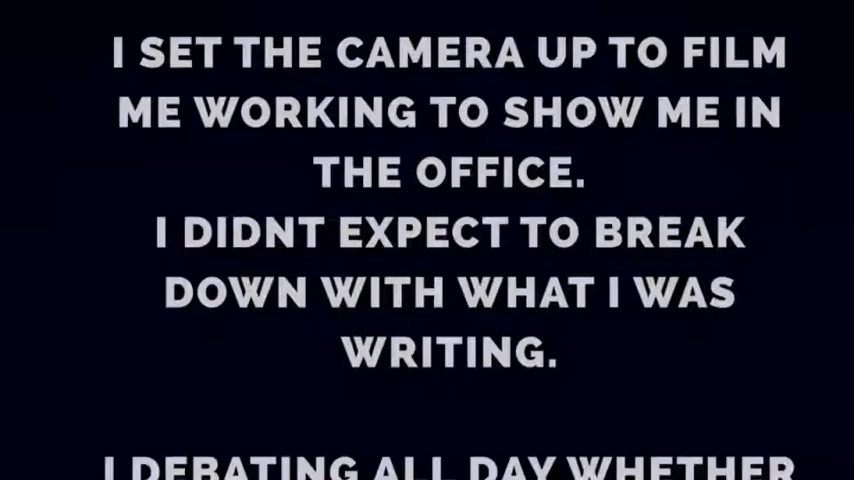 I SET THE CAMERA UP TO FILM
ME WORKING TO SHOW ME IN
THE OFFICE.
I DIDNT EXPECT TO BREAK
DOWN WITH WHAT I WAS
WRITING.
I DEBATING ALL DAY WHETHER